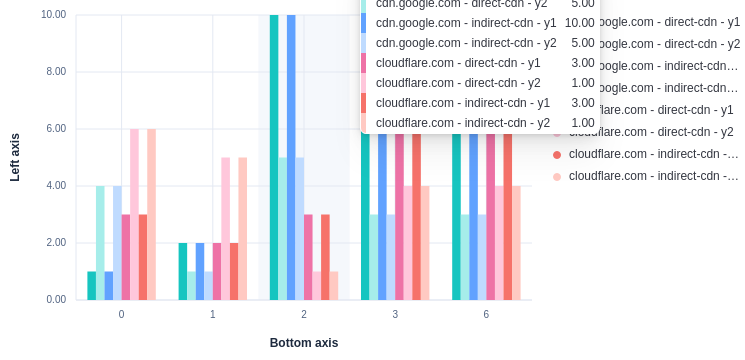 10.00
8.00
6.00
4.00
2.00
0.00
Left axis
0
1
2
3
6
Bottom axis
cdn.google.com - direct-cdn - y2 5.00
cdn.google.com - indirect-cdn - y1 10.00
cdn.google.com - indirect-cdn - y2 5.00
cloudflare.com - direct-cdn - y1 3.00
cloudflare.com - direct-cdn - y2 1.00
cloudflare.com - indirect-cdn - y1 3.00
cloudflare.com - indirect-cdn - y2 1.00
oogle.com - direct-cdn - y1
oogle.com - direct-cdn - y2
oogle.com - indirect-cdn…
oogle.com - indirect-cdn…
flare.com - direct-cdn - y1
cloudflare.com - direct-cdn - y2
cloudflare.com - indirect-cdn -…
cloudflare.com - indirect-cdn -…